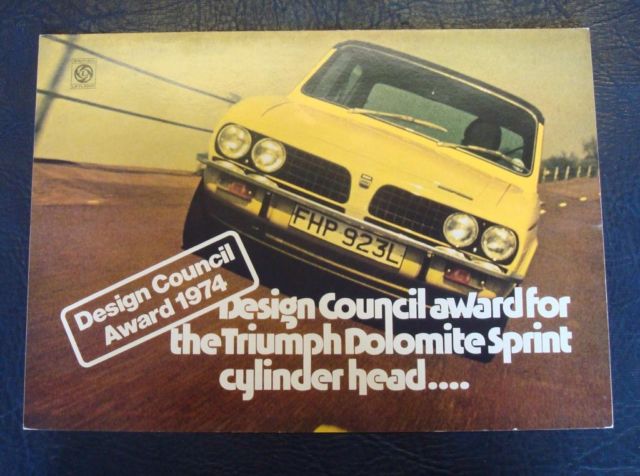 FHP 923L
Design Council
Award 1974
Design Council award for
the Triumph Dolomite Sprint
cylinder head....